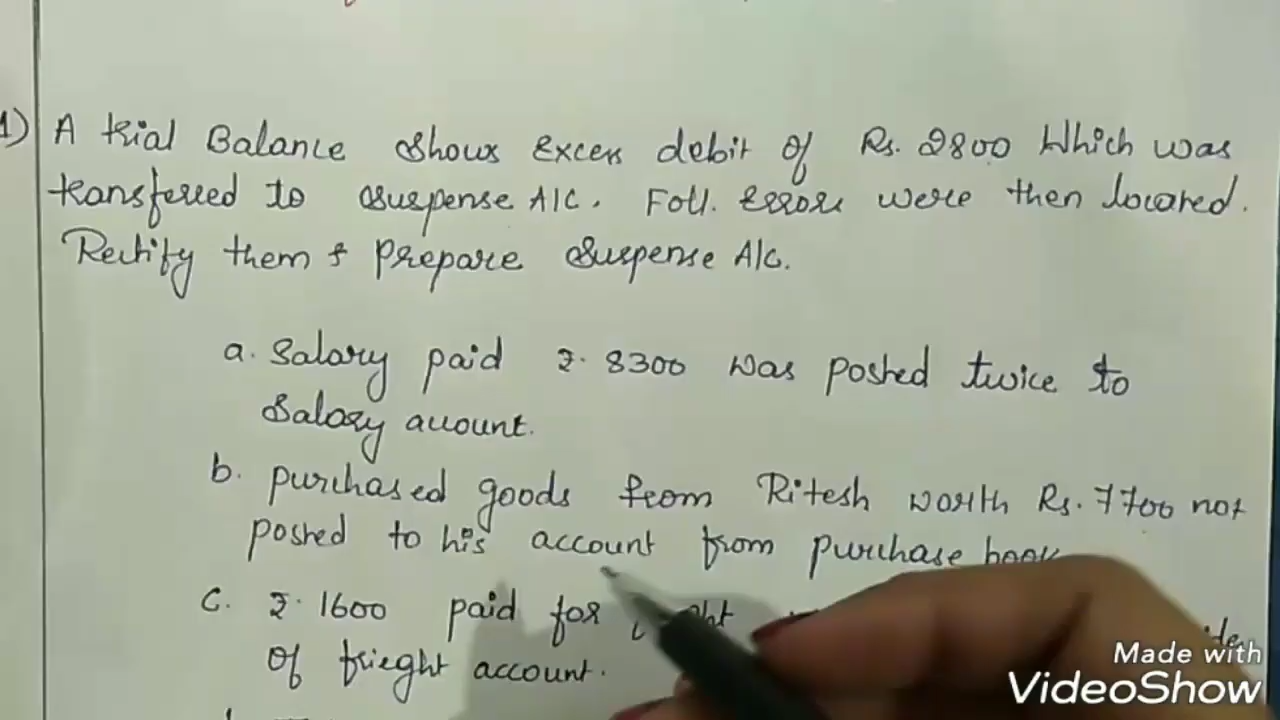 1) A trial Balance shows excess debit of Rs. 2800 Which was
transferred to suspense A/C. Foll. Errors were then located.
Rectify them & Prepare Suspense A/c.
a. Salary paid ₹. 8300 was posted twice to
Salary account.
b. purchased goods from Ritesh worth Rs. 7700 not
posted to his account from purchase book
c. ₹. 1600 paid for
of frieght account.
Made with
VideoShow